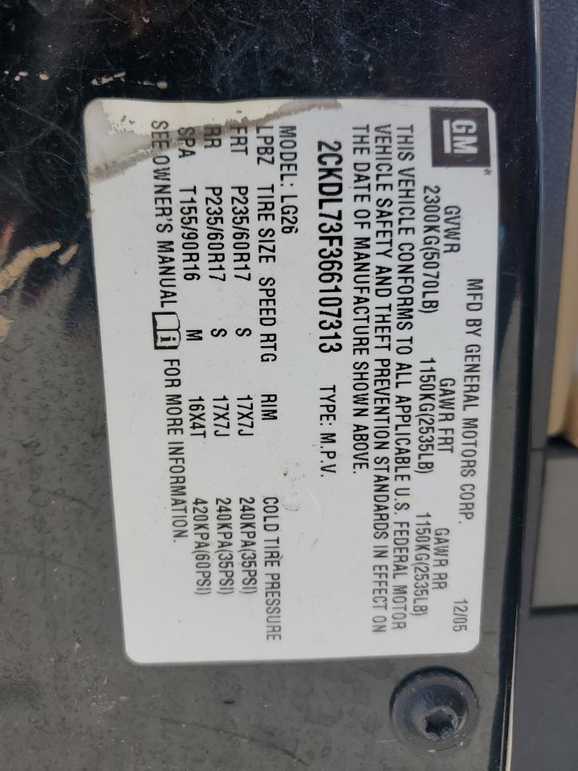 GM
MFD BY GENERAL MOTORS CORP. 12/05
GVWR GAWR FRT GAWR RR
2300KG(5070LB) 1150KG(2535LB) 1150KG(2535LB)
THIS VEHICLE CONFORMS TO ALL APPLICABLE U.S. FEDERAL MOTOR
VEHICLE SAFETY AND THEFT PREVENTION STANDARDS IN EFFECT ON
THE DATE OF MANUFACTURE SHOWN ABOVE.
2CKDL73F366107313 TYPE: M.P.V.
MODEL: LG26
LPBZ TIRE SIZE SPEED RTG RIM COLD TIRE PRESSURE
FRT P235/60R17 S 17X7J 240KPA(35PSI)
RR P235/60R17 S 17X7J 240KPA(35PSI)
SPA T155/90R16 M 16X4T 420KPA(60PSI)
SEE OWNER'S MANUAL FOR MORE INFORMATION.